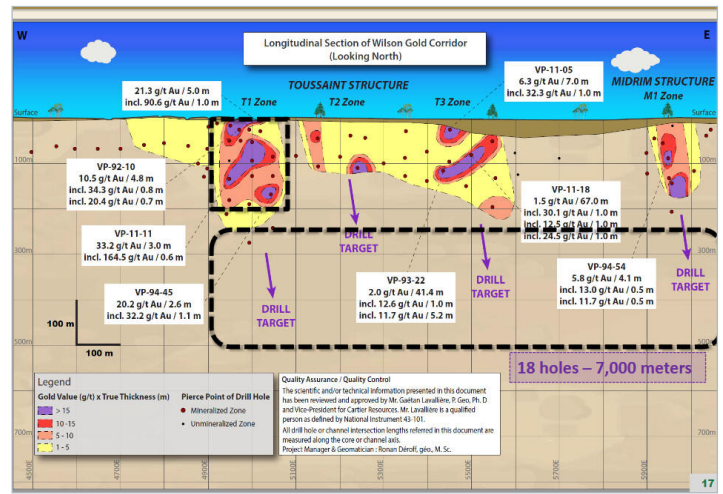 W
E
Longitudinal Section of Wilson Gold Corridor
(Looking North)
21.3 g/t Au / 5.0 m
incl. 90.6 g/t Au / 1.0 m
TOUSSAINT STRUCTURE
T1 Zone
T2 Zone
T3 Zone
VP-11-05
6.3 g/t Au / 7.0 m
incl. 32.3 g/t Au / 1.0 m
MIDRIM STRUCTURE
M1 Zone
Surface
Surface
100m
100m
VP-92-10
10.5 g/t Au / 4.8 m
incl. 34.3 g/t Au / 0.8 m
incl. 20.4 g/t Au / 0.7 m
VP-11-11
33.2 g/t Au / 3.0 m
incl. 164.5 g/t Au / 0.6 m
VP-11-18
1.5 g/t Au / 67.0 m
incl. 30.1 g/t Au / 1.0 m
incl. 12.5 g/t Au / 1.0 m
incl. 24.5 g/t Au / 1.0 m
DRILL
TARGET
300m
300m
VP-94-45
20.2 g/t Au / 2.6 m
incl. 32.2 g/t Au / 1.1 m
DRILL
TARGET
VP-93-22
2.0 g/t Au / 41.4 m
incl. 12.6 g/t Au / 1.0 m
incl. 11.7 g/t Au / 5.2 m
DRILL
TARGET
VP-94-54
5.8 g/t Au / 4.1 m
incl. 13.0 g/t Au / 0.5 m
incl. 11.7 g/t Au / 0.5 m
DRILL
TARGET
100 m
100 m
500m
500m
18 holes – 7,000 meters
Legend
Gold Value (g/t) x True Thickness (m)
> 15
10 -15
5 - 10
1 - 5
Pierce Point of Drill Hole
Mineralized Zone
Unmineralized Zone
Quality Assurance / Quality Control
The scientific and/or technical information presented in this document
has been reviewed and approved by Mr. Gaétan Lavallière, P. Geo, Ph. D
and Vice-President for Cartier Resources. Mr. Lavallière is a qualified
person as defined by National Instrument 43-101.
All drill hole or channel intersection lengths referred in this document are
measured along the core or channel axis.
Project Manager & Geomatician : Ronan Déroff, géo., M. Sc.
700m
700m
4500E
4700E
4900E
5100E
5300E
5500E
5700E
5900E
17